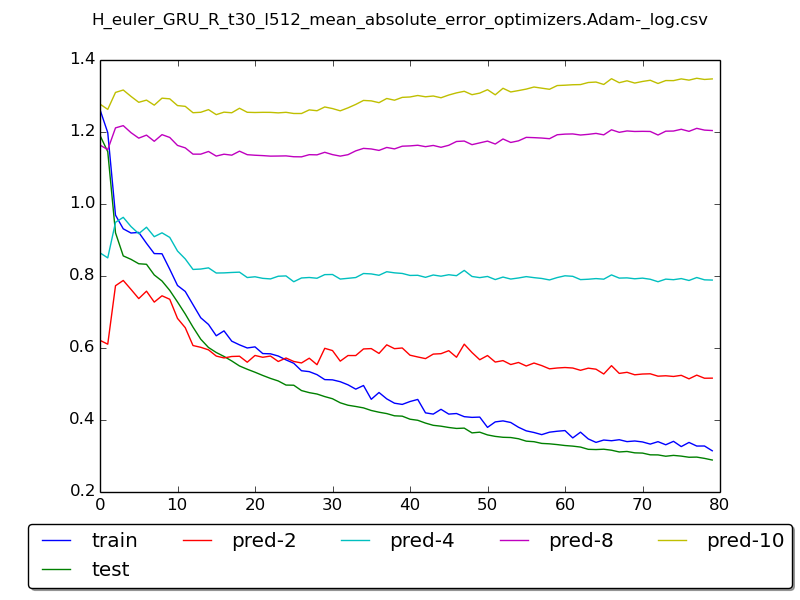 H_euler_GRU_R_t30_l512_mean_absolute_error_optimizers.Adam-_log.csv
1.4
1.2
1.0
0.8
0.6
0.4
0.2
0 10 20 30 40 50 60 70 80
train pred-2 pred-4 pred-8 pred-10
test